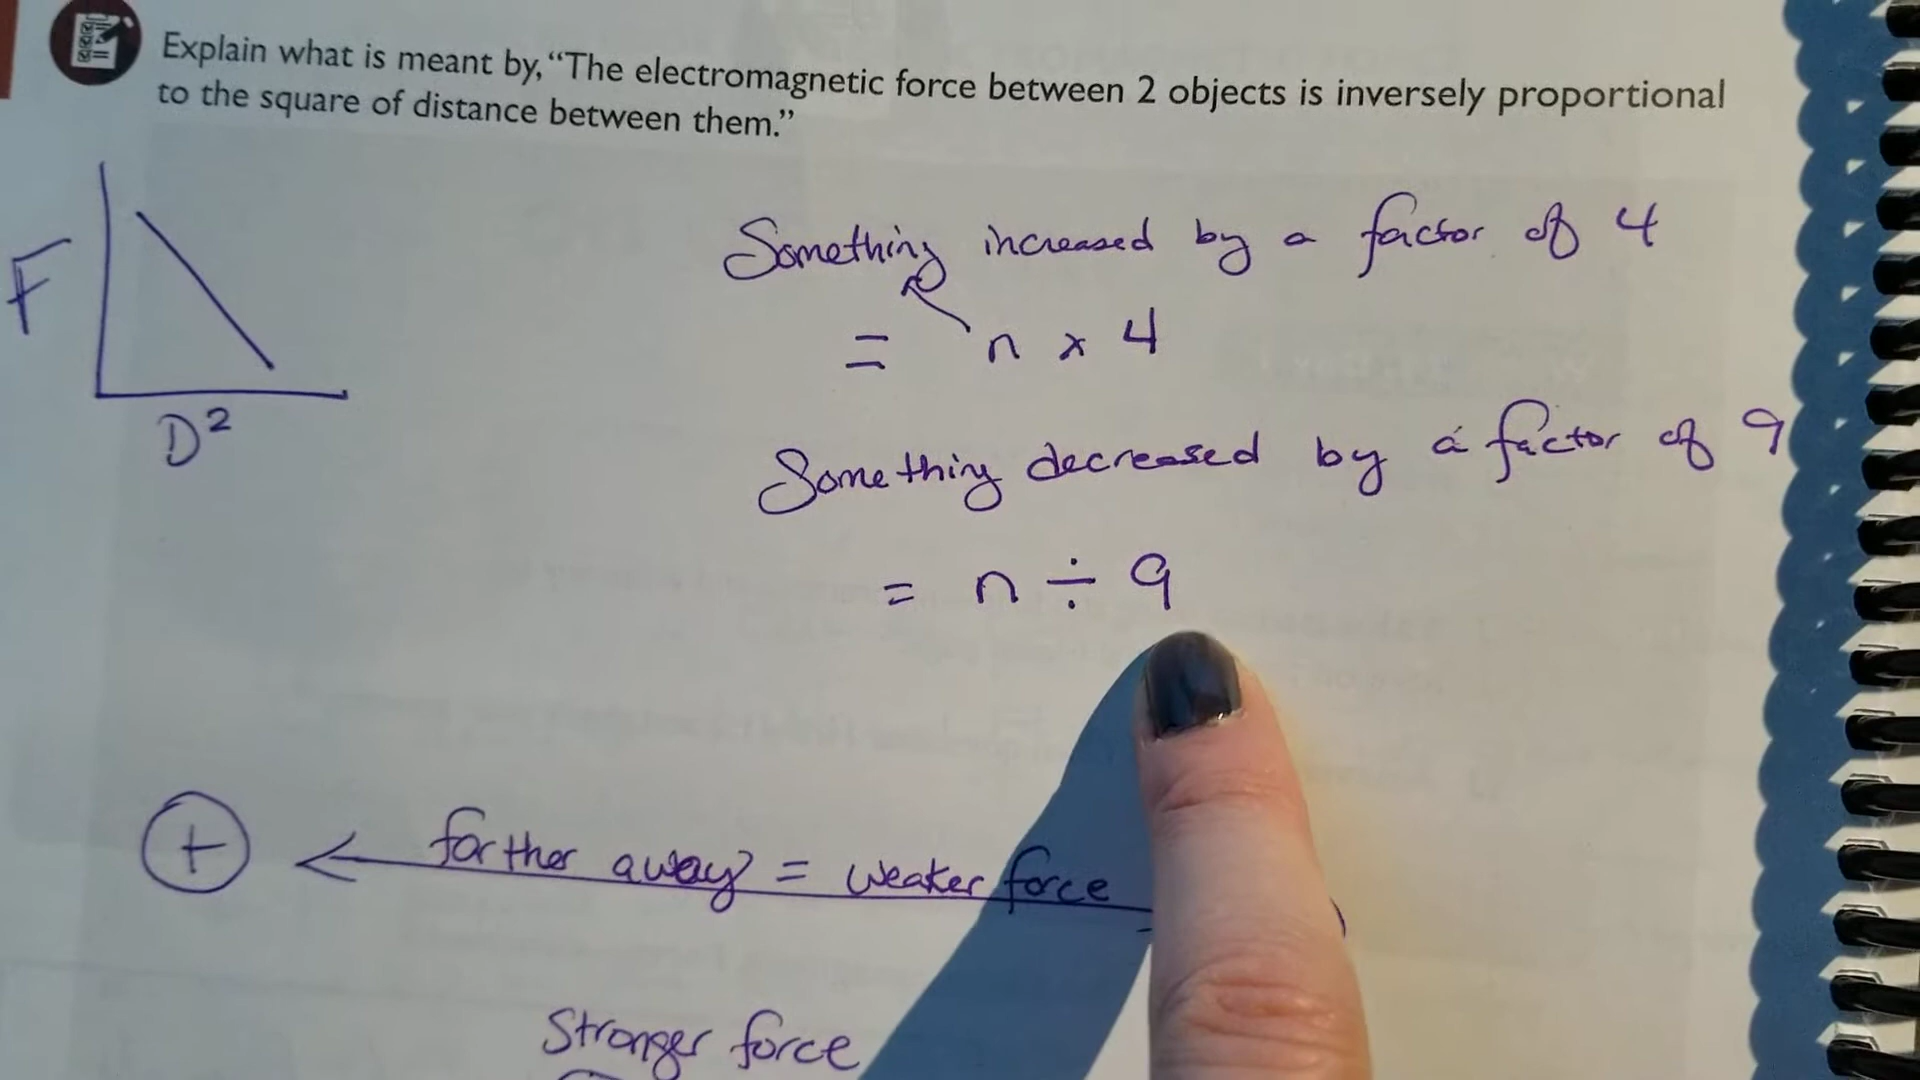 Explain what is meant by, “The electromagnetic force between 2 objects is inversely proportional
to the square of distance between them.”
F
D²
Something increased by a factor of 4
= n × 4
Something decreased by a factor of 9
= n ÷ 9
+
farther away = weaker force
Stronger force